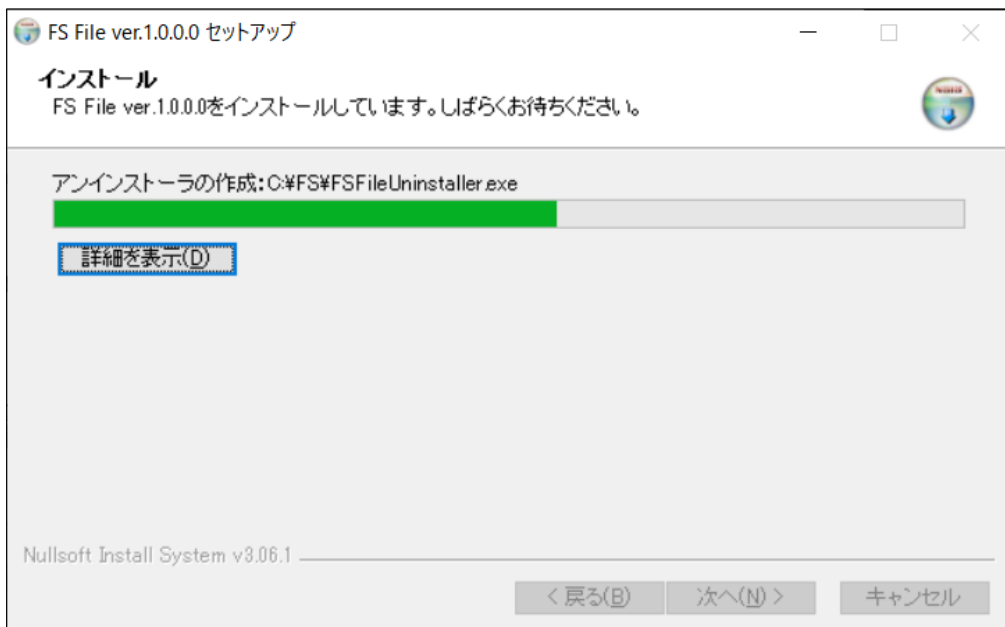 FS File ver.1.0.0.0 セットアップ
インストール
FS File ver.1.0.0.0をインストールしています。しばらくお待ちください。
アンインストーラの作成:C:¥FS¥FSFileUninstaller.exe
詳細を表示(D)
Nullsoft Install System v3.06.1
< 戻る(B)
次へ(N) >
キャンセル